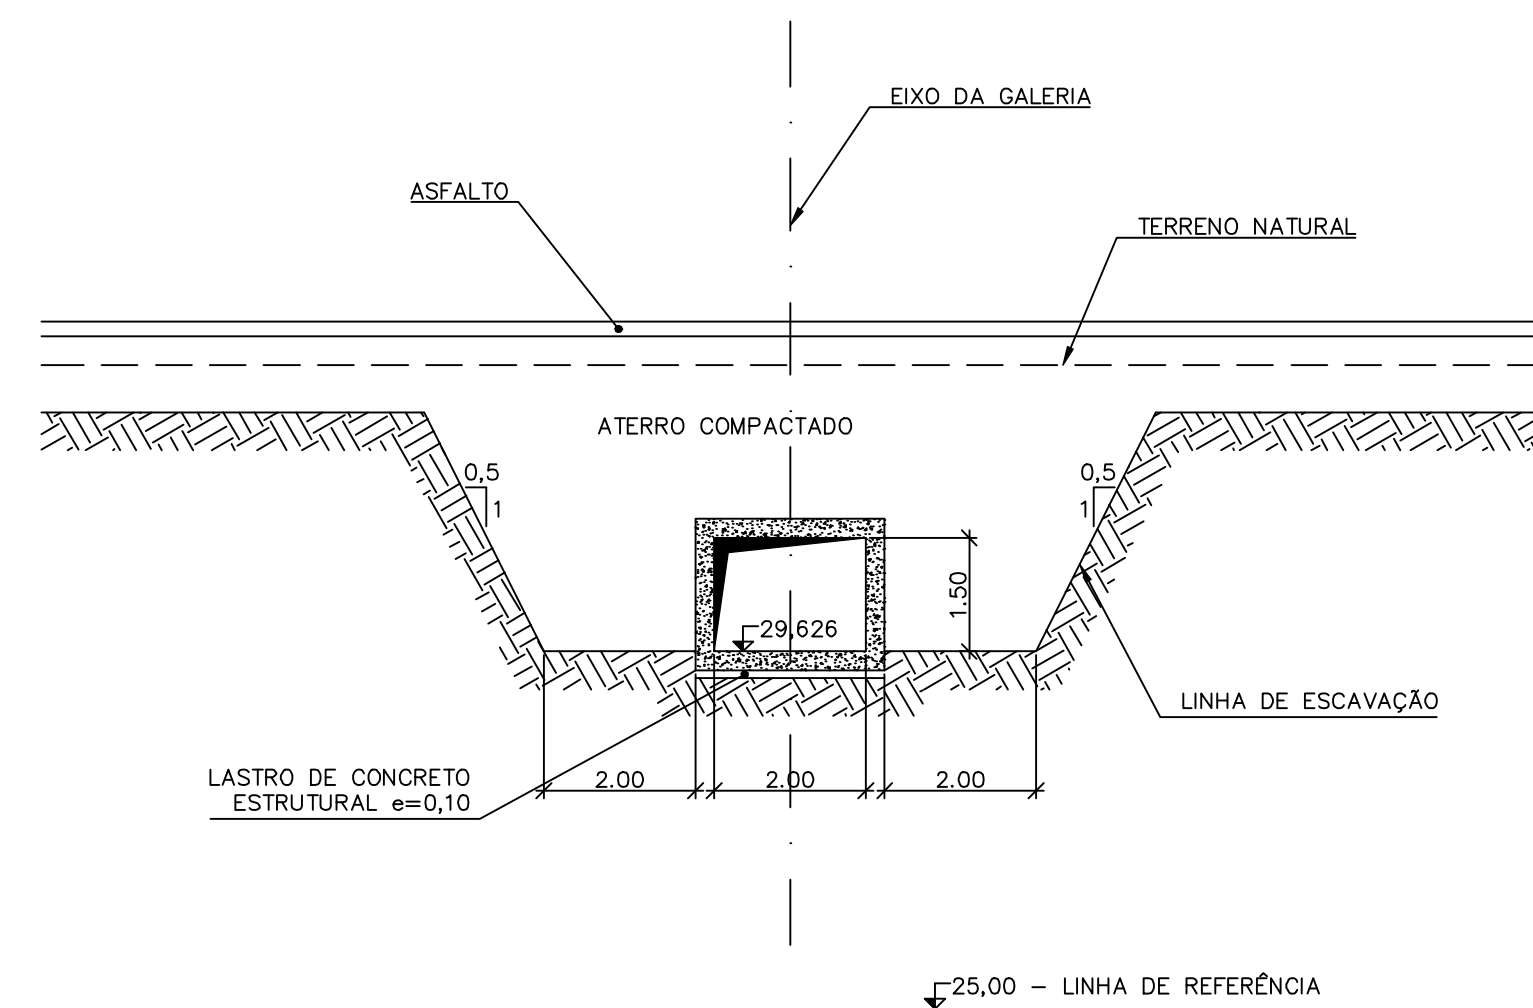 EIXO DA GALERIA
ASFALTO
TERRENO NATURAL
ATERRO COMPACTADO
0,5
1
0,5
1
1.50
29,626
LINHA DE ESCAVAÇÃO
LASTRO DE CONCRETO
ESTRUTURAL e=0,10
2.00
2.00
2.00
25,00 – LINHA DE REFERÊNCIA